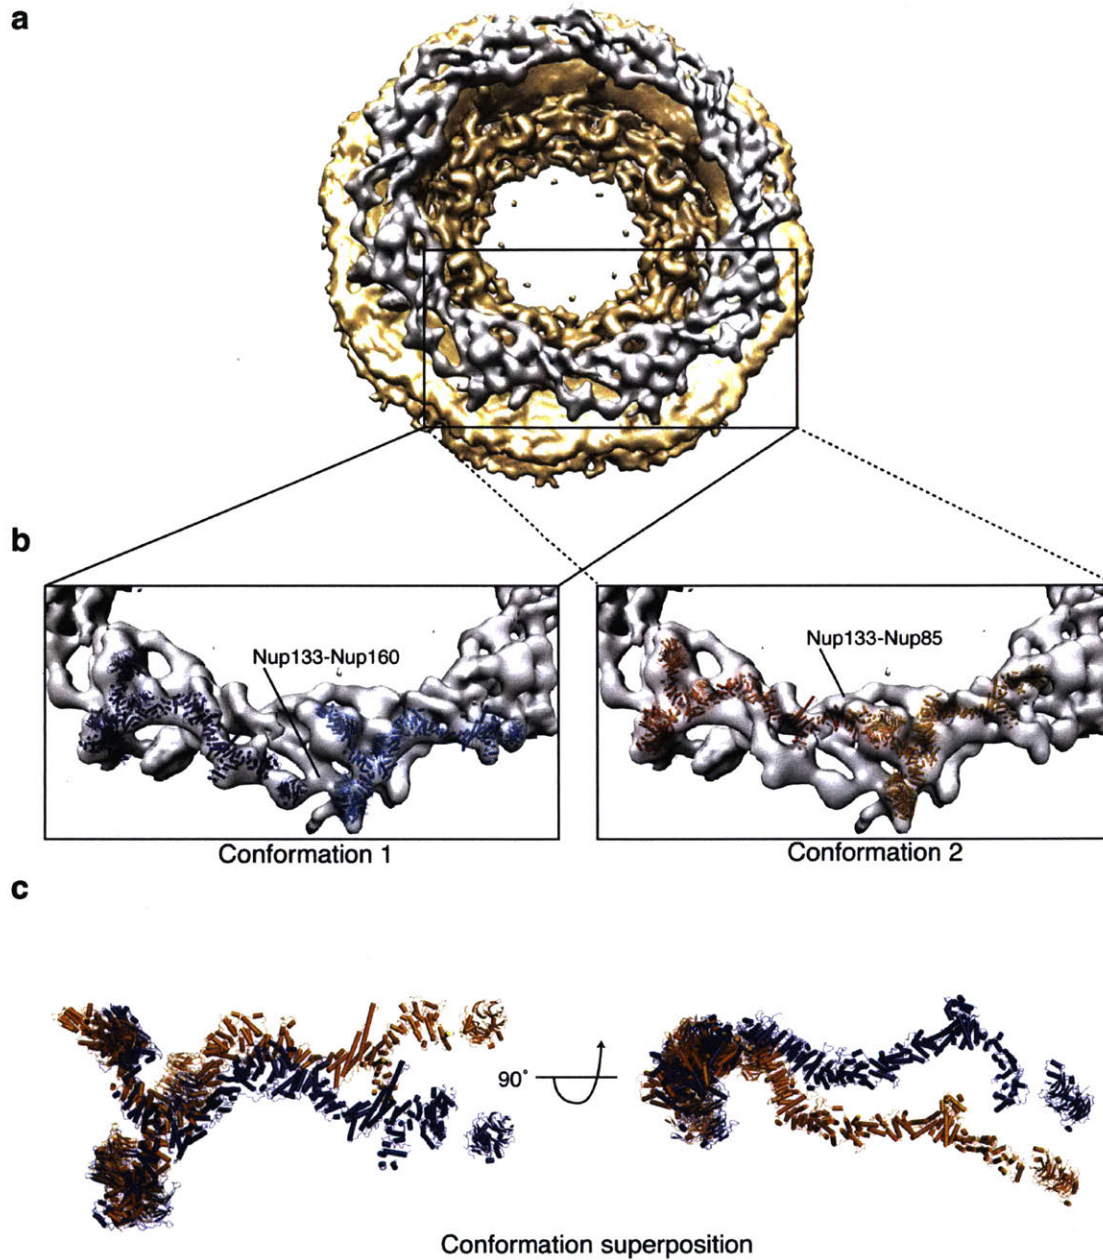 a
b
Nup133-Nup160
Nup133-Nup85
Conformation 1
Conformation 2
c
90°
Conformation superposition